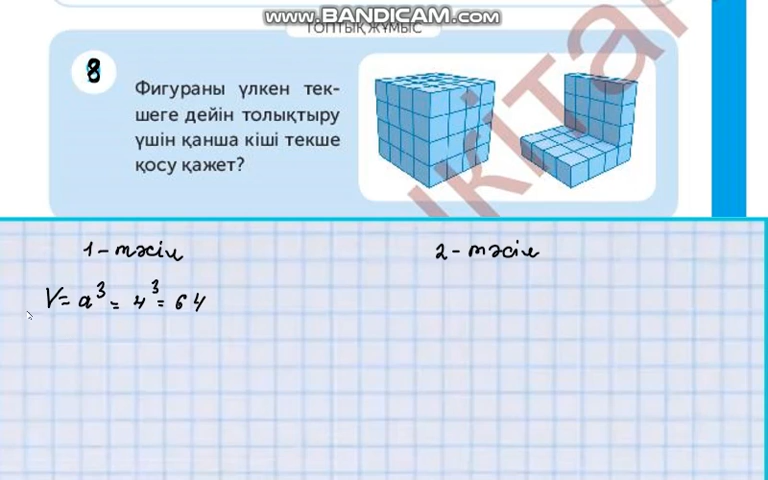 www.BANDICAM.com
ТОПТЫҚ ЖҰМЫС
8
Фигураны үлкен тек-
шеге дейін толықтыру
үшін қанша кіші текше
қосу қажет?
1 - тәсіл
2 - тәсіл
V = a³ = 4³ = 64